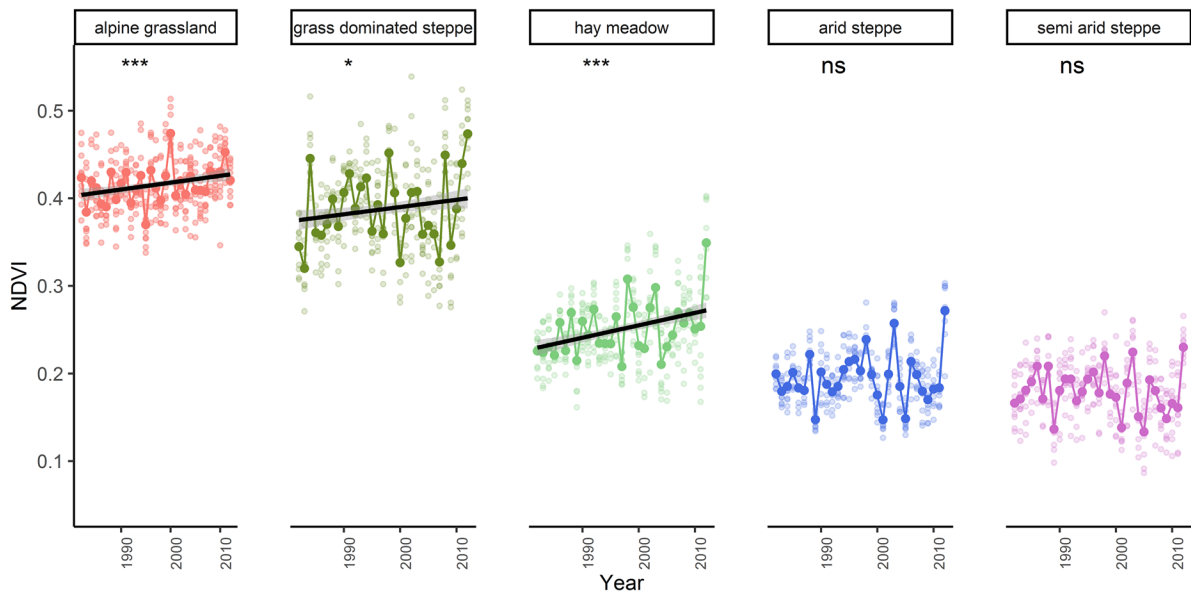 alpine grassland
grass dominated steppe
hay meadow
arid steppe
semi arid steppe
***
*
***
ns
ns
NDVI
0.5
0.4
0.3
0.2
0.1
1990
2000
2010
1990
2000
2010
1990
2000
2010
1990
2000
2010
1990
2000
2010
Year